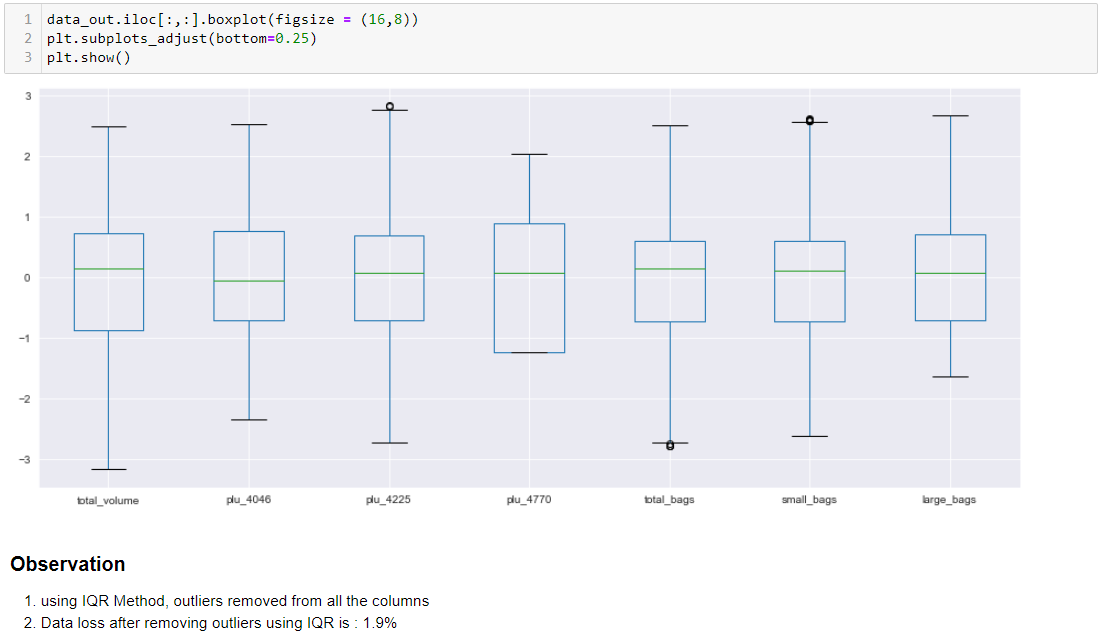 1 data_out.iloc[:,:].boxplot(figsize = (16,8))
2 plt.subplots_adjust(bottom=0.25)
3 plt.show()
3
2
1
0
−1
−2
−3
total_volume plu_4046 plu_4225 plu_4770 total_bags small_bags large_bags
Observation
1. using IQR Method, outliers removed from all the columns
2. Data loss after removing outliers using IQR is : 1.9%